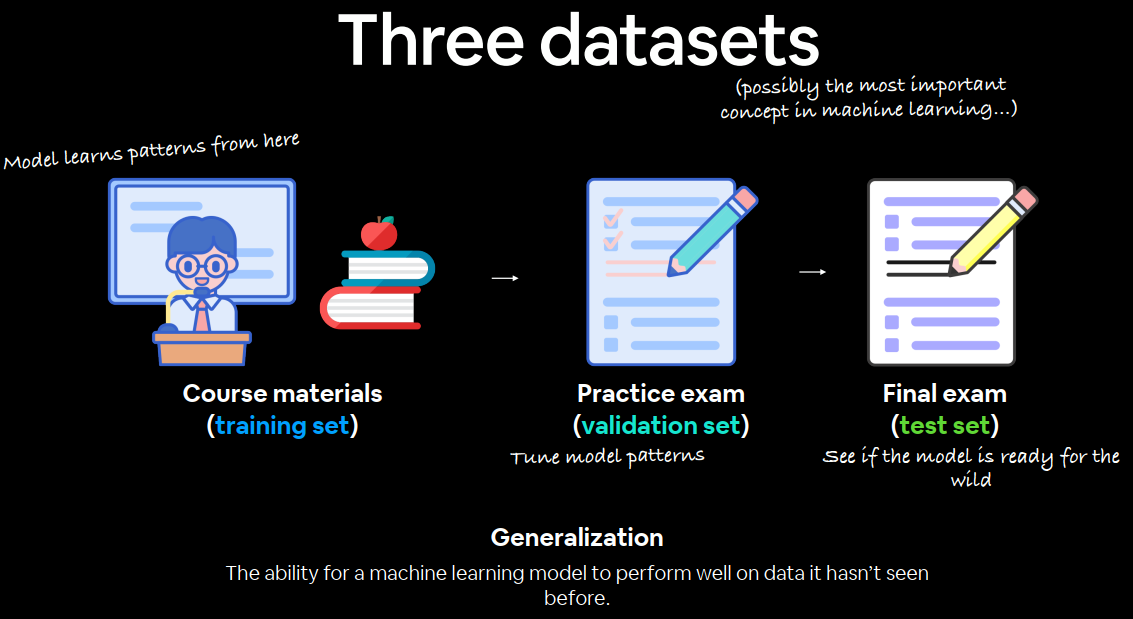 Three datasets
(possibly the most important
concept in machine learning...)
Model learns patterns from here
Course materials
(training set)
Practice exam
(validation set)
Tune model patterns
Final exam
(test set)
See if the model is ready for the
wild
Generalization
The ability for a machine learning model to perform well on data it hasn’t seen
before.